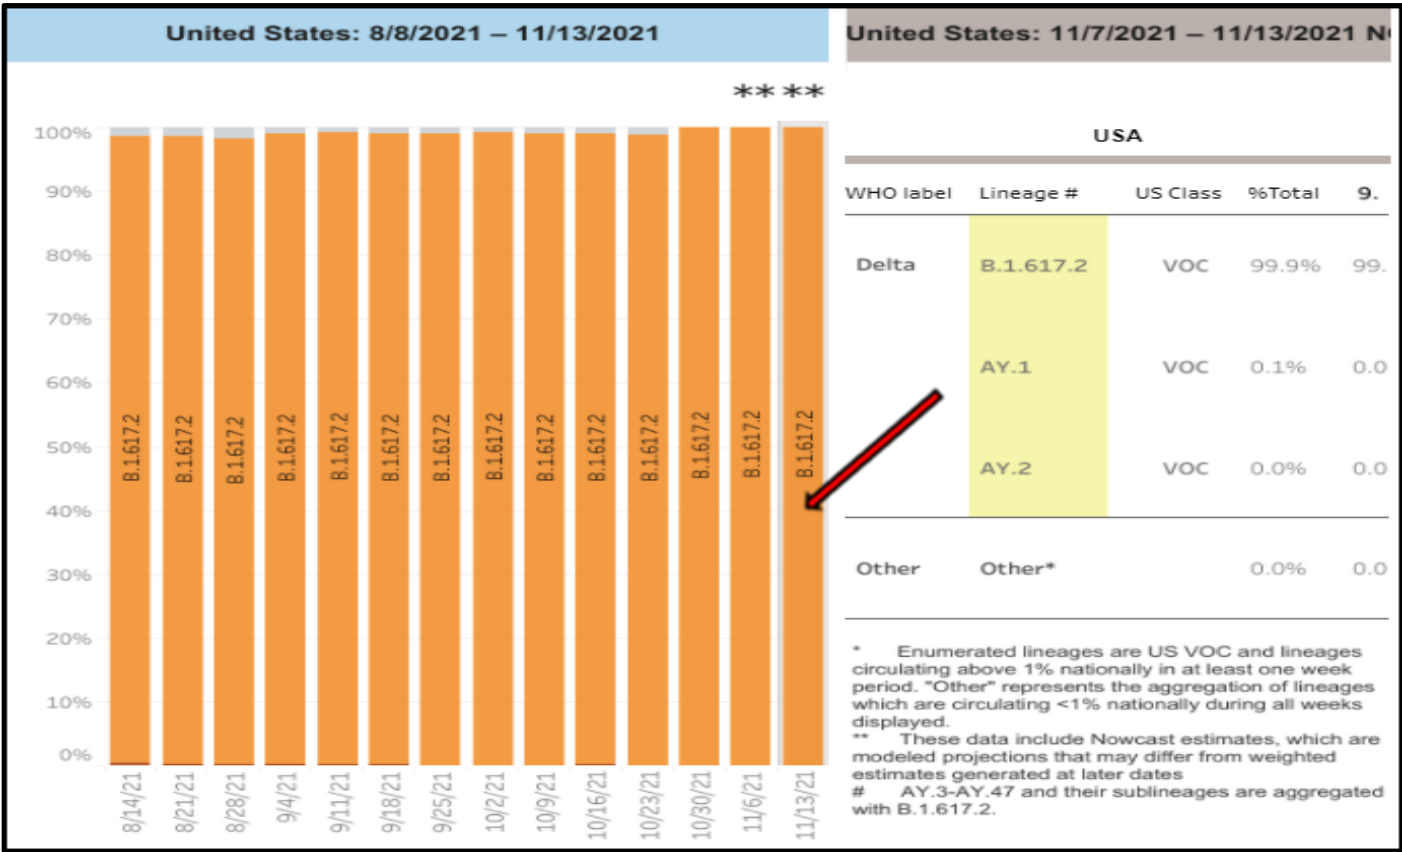 United States: 8/8/2021 – 11/13/2021
** **
100%
90%
80%
70%
60%
50%
40%
30%
20%
10%
0%
B.1.617.2
B.1.617.2
B.1.617.2
B.1.617.2
B.1.617.2
B.1.617.2
B.1.617.2
B.1.617.2
B.1.617.2
B.1.617.2
B.1.617.2
B.1.617.2
B.1.617.2
B.1.617.2
8/14/21
8/21/21
8/28/21
9/4/21
9/11/21
9/18/21
9/25/21
10/2/21
10/9/21
10/16/21
10/23/21
10/30/21
11/6/21
11/13/21
United States: 11/7/2021 – 11/13/2021 N
USA
WHO label Lineage # US Class %Total 9.
Delta B.1.617.2 VOC 99.9% 99.
AY.1 VOC 0.1% 0.0
AY.2 VOC 0.0% 0.0
Other Other* 0.0% 0.0
* Enumerated lineages are US VOC and lineages
circulating above 1% nationally in at least one week
period. "Other" represents the aggregation of lineages
which are circulating <1% nationally during all weeks
displayed.
** These data include Nowcast estimates, which are
modeled projections that may differ from weighted
estimates generated at later dates
# AY.3-AY.47 and their sublineages are aggregated
with B.1.617.2.